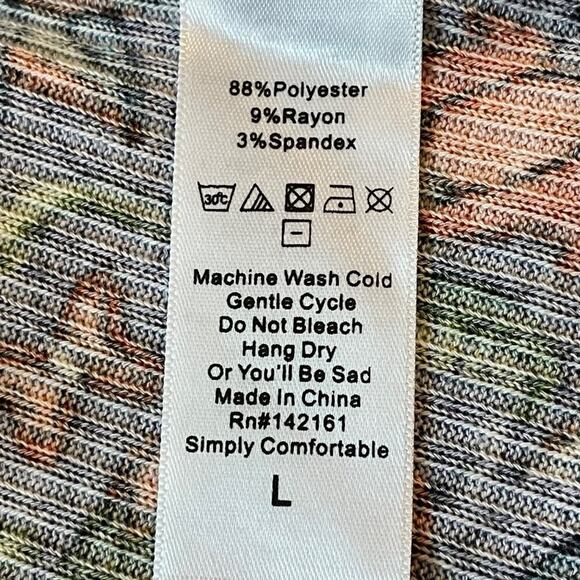 88%Polyester
9%Rayon
3%Spandex
30°C
Machine Wash Cold
Gentle Cycle
Do Not Bleach
Hang Dry
Or You'll Be Sad
Made In China
Rn#142161
Simply Comfortable
L